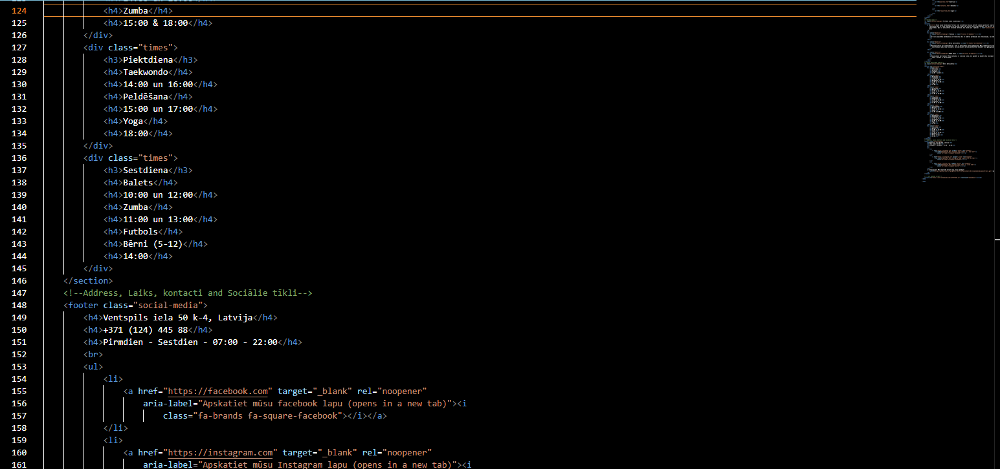 124 <h4>Zumba</h4>
125 <h4>15:00 & 18:00</h4>
126 </div>
127 <div class="times">
128 <h3>Piektdiena</h3>
129 <h4>Taekwondo</h4>
130 <h4>14:00 un 16:00</h4>
131 <h4>Peldēšana</h4>
132 <h4>15:00 un 17:00</h4>
133 <h4>Yoga</h4>
134 <h4>18:00</h4>
135 </div>
136 <div class="times">
137 <h3>Sestdiena</h3>
138 <h4>Balets</h4>
139 <h4>10:00 un 12:00</h4>
140 <h4>Zumba</h4>
141 <h4>11:00 un 13:00</h4>
142 <h4>Futbols</h4>
143 <h4>Bērni (5-12)</h4>
144 <h4>14:00</h4>
145 </div>
146 </section>
147 <!--Address, Laiks, kontacti and Sociālie tīkli-->
148 <footer class="social-media">
149 <h4>Ventspils iela 50 k-4, Latvija</h4>
150 <h4>+371 (124) 445 88</h4>
151 <h4>Pirmdien - Sestdien - 07:00 - 22:00</h4>
152 <br>
153 <ul>
154 <li>
155 <a href="https://facebook.com" target="_blank" rel="noopener"
156 aria-label="Apskatiet mūsu facebook lapu (opens in a new tab)"><i
157 class="fa-brands fa-square-facebook"></i></a>
158 </li>
159 <li>
160 <a href="https://instagram.com" target="_blank" rel="noopener"
161 aria-label="Apskatiet mūsu Instagram lapu (opens in a new tab)"><i